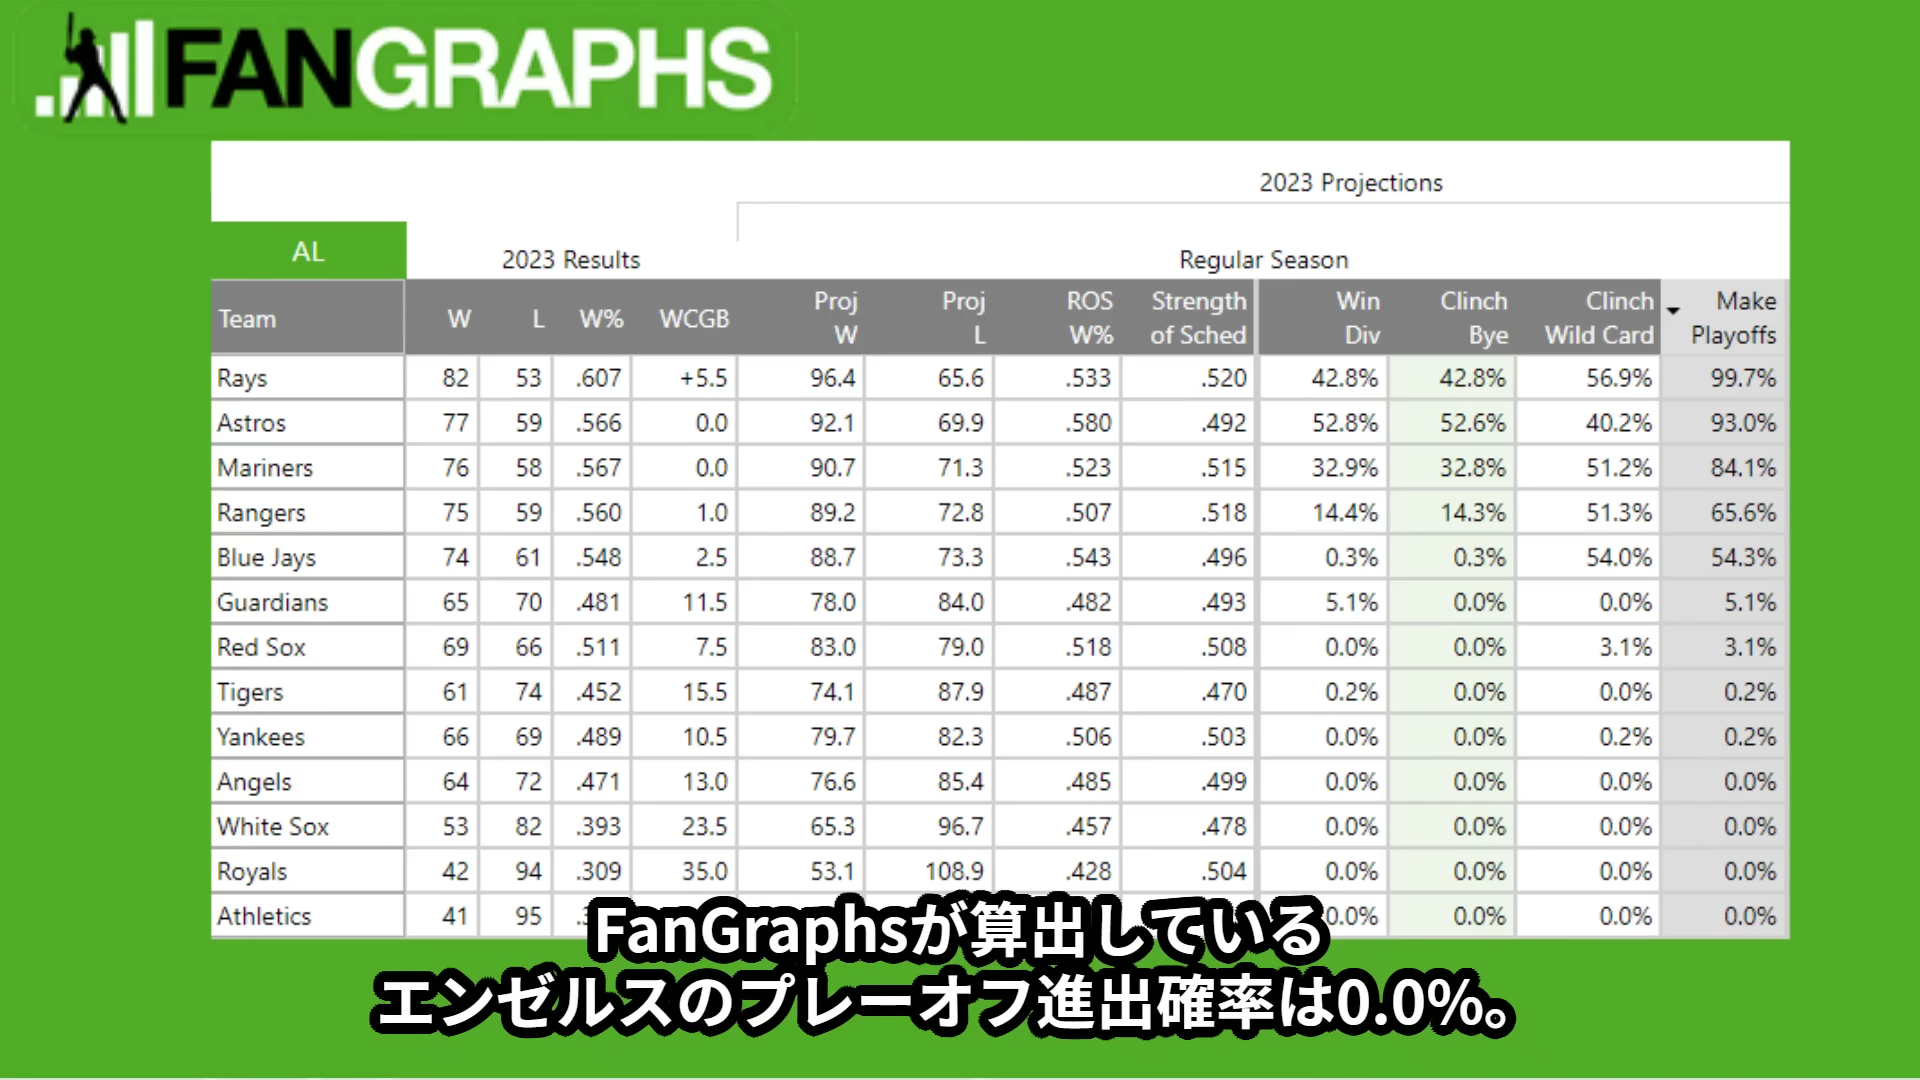 FANGRAPHS
2023 Projections
AL 2023 Results Regular Season
Team W L W% WCGB Proj W Proj L ROS W% Strength of Sched Win Div Clinch Bye Clinch Wild Card Make Playoffs
Rays 82 53 .607 +5.5 96.4 65.6 .533 .520 42.8% 42.8% 56.9% 99.7%
Astros 77 59 .566 0.0 92.1 69.9 .580 .492 52.8% 52.6% 40.2% 93.0%
Mariners 76 58 .567 0.0 90.7 71.3 .523 .515 32.9% 32.8% 51.2% 84.1%
Rangers 75 59 .560 1.0 89.2 72.8 .507 .518 14.4% 14.3% 51.3% 65.6%
Blue Jays 74 61 .548 2.5 88.7 73.3 .543 .496 0.3% 0.3% 54.0% 54.3%
Guardians 65 70 .481 11.5 78.0 84.0 .482 .493 5.1% 0.0% 0.0% 5.1%
Red Sox 69 66 .511 7.5 83.0 79.0 .518 .508 0.0% 0.0% 3.1% 3.1%
Tigers 61 74 .452 15.5 74.1 87.9 .487 .470 0.2% 0.0% 0.0% 0.2%
Yankees 66 69 .489 10.5 79.7 82.3 .506 .503 0.0% 0.0% 0.2% 0.2%
Angels 64 72 .471 13.0 76.6 85.4 .485 .499 0.0% 0.0% 0.0% 0.0%
White Sox 53 82 .393 23.5 65.3 96.7 .457 .478 0.0% 0.0% 0.0% 0.0%
Royals 42 94 .309 35.0 53.1 108.9 .428 .504 0.0% 0.0% 0.0% 0.0%
Athletics 41 95 0.0% 0.0% 0.0% 0.0%
FanGraphsが算出している
エンゼルスのプレーオフ進出確率は0.0%。